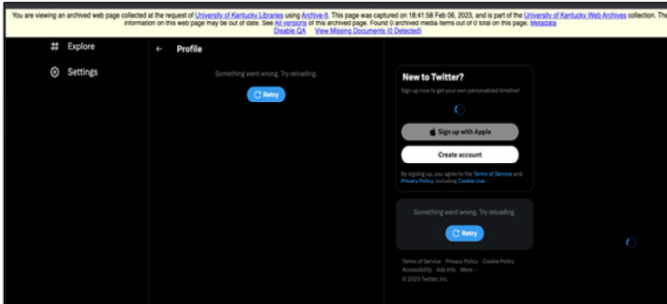 You are viewing an archived web page collected at the request of University of Kentucky Libraries using Archive-It. This page was captured on 18:41:58 Feb 06, 2023, and is part of the University of Kentucky Web Archives collection. The
information on this web page may be out of date. See All versions of this archived page. Found 0 archived media items out of 0 total on this page. Metadata
Disable QA View Missing Documents (0 Detected)
# Explore
Settings
← Profile
Something went wrong. Try reloading.
Retry
New to Twitter?
Sign up now to get your own personalized timeline!
Sign up with Apple
Create account
By signing up, you agree to the Terms of Service and
Privacy Policy, including Cookie Use.
Something went wrong. Try reloading.
Retry
Terms of Service Privacy Policy Cookie Policy
Accessibility Ads info More ···
© 2023 Twitter, Inc.